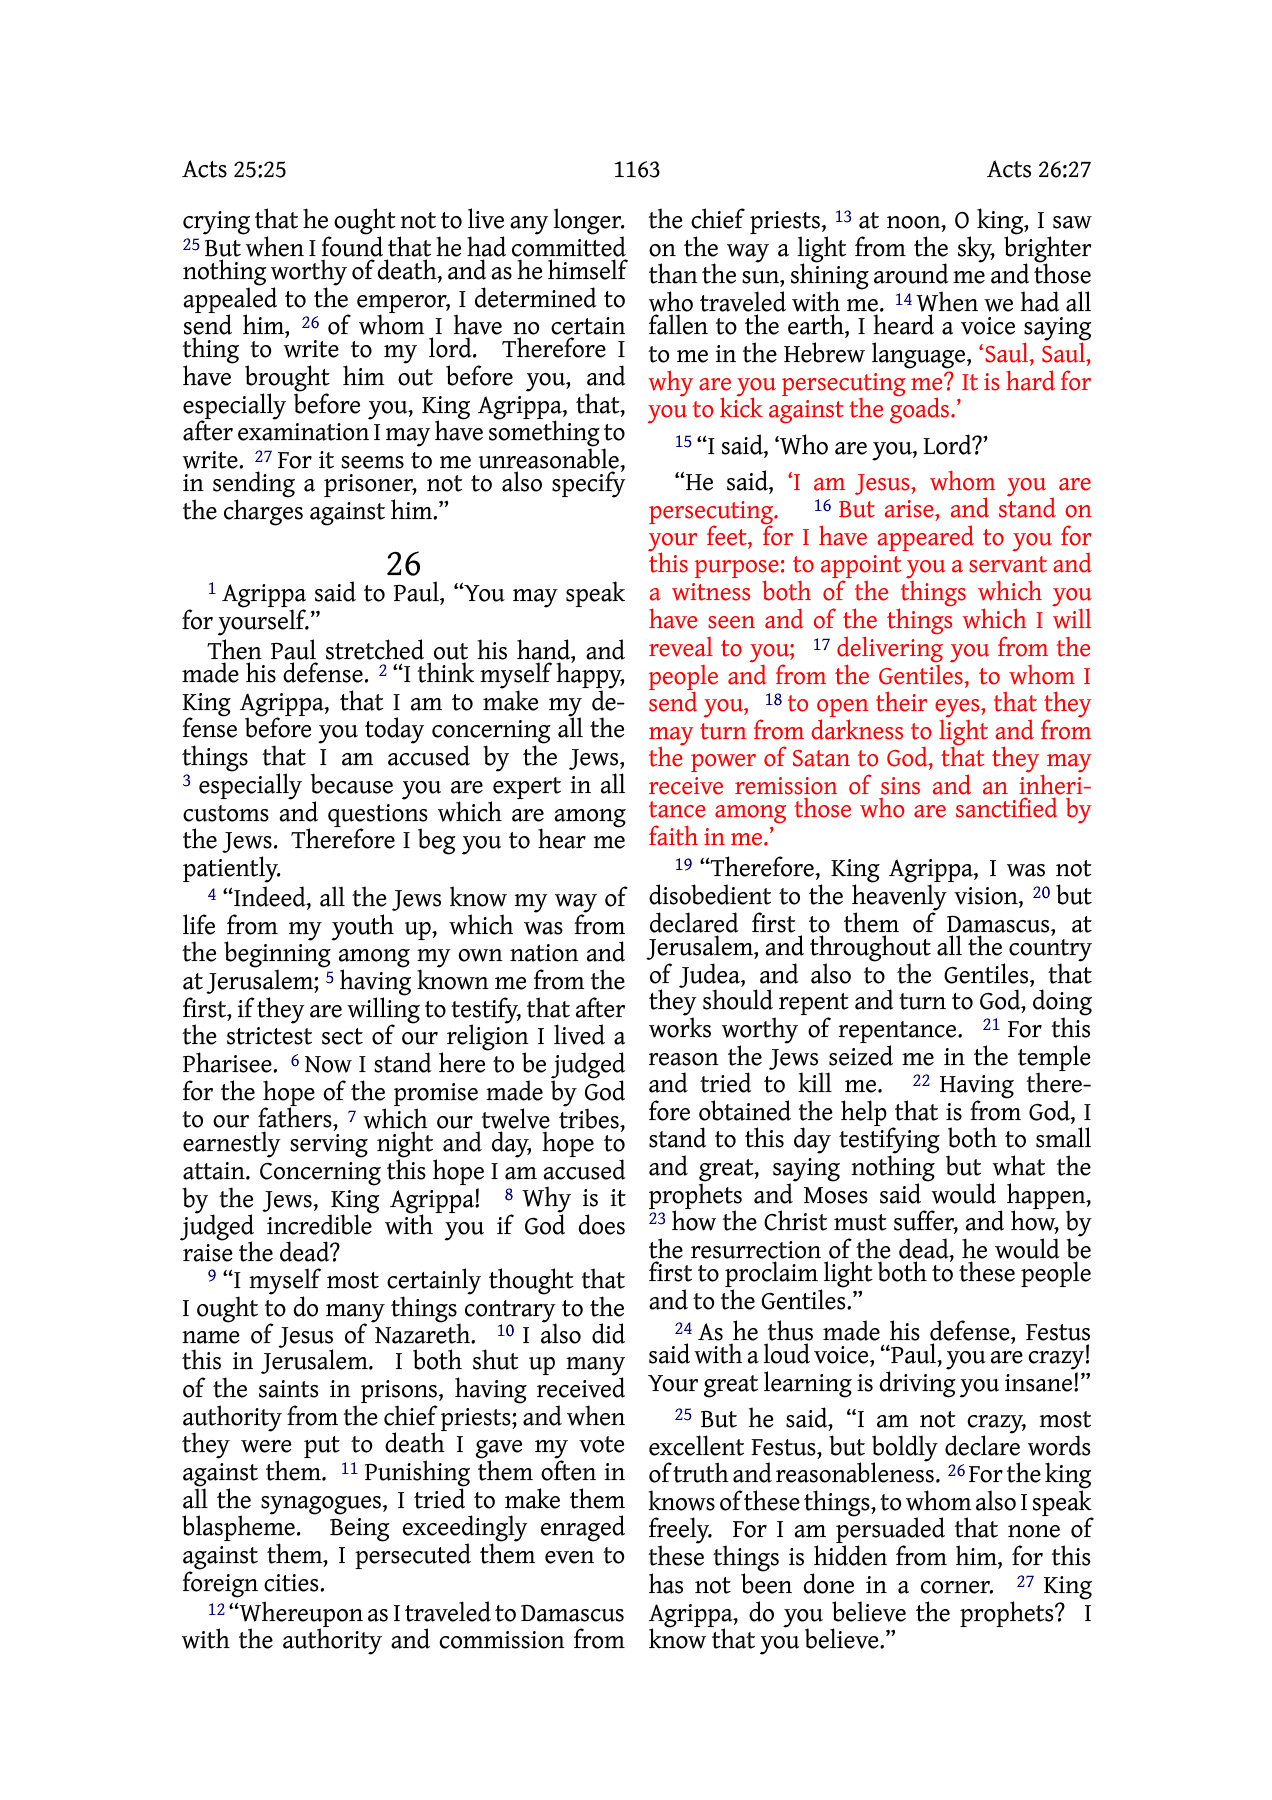 Acts 25:25 1163 Acts 26:27
crying that he ought not to live any longer.
25 But when I found that he had committed
nothing worthy of death, and as he himself
appealed to the emperor, I determined to
send him, 26 of whom I have no certain
thing to write to my lord. Therefore I
have brought him out before you, and
especially before you, King Agrippa, that,
after examination I may have something to
write. 27 For it seems to me unreasonable,
in sending a prisoner, not to also specify
the charges against him.”
26
1 Agrippa said to Paul, “You may speak
for yourself.”
Then Paul stretched out his hand, and
made his defense. 2 “I think myself happy,
King Agrippa, that I am to make my de-
fense before you today concerning all the
things that I am accused by the Jews,
3 especially because you are expert in all
customs and questions which are among
the Jews. Therefore I beg you to hear me
patiently.
4 “Indeed, all the Jews know my way of
life from my youth up, which was from
the beginning among my own nation and
at Jerusalem; 5 having known me from the
first, if they are willing to testify, that after
the strictest sect of our religion I lived a
Pharisee. 6 Now I stand here to be judged
for the hope of the promise made by God
to our fathers, 7 which our twelve tribes,
earnestly serving night and day, hope to
attain. Concerning this hope I am accused
by the Jews, King Agrippa! 8 Why is it
judged incredible with you if God does
raise the dead?
9 “I myself most certainly thought that
I ought to do many things contrary to the
name of Jesus of Nazareth. 10 I also did
this in Jerusalem. I both shut up many
of the saints in prisons, having received
authority from the chief priests; and when
they were put to death I gave my vote
against them. 11 Punishing them often in
all the synagogues, I tried to make them
blaspheme. Being exceedingly enraged
against them, I persecuted them even to
foreign cities.
12 “Whereupon as I traveled to Damascus
with the authority and commission from
the chief priests, 13 at noon, O king, I saw
on the way a light from the sky, brighter
than the sun, shining around me and those
who traveled with me. 14 When we had all
fallen to the earth, I heard a voice saying
to me in the Hebrew language, ‘Saul, Saul,
why are you persecuting me? It is hard for
you to kick against the goads.’
15 “I said, ‘Who are you, Lord?’
“He said, ‘I am Jesus, whom you are
persecuting. 16 But arise, and stand on
your feet, for I have appeared to you for
this purpose: to appoint you a servant and
a witness both of the things which you
have seen and of the things which I will
reveal to you; 17 delivering you from the
people and from the Gentiles, to whom I
send you, 18 to open their eyes, that they
may turn from darkness to light and from
the power of Satan to God, that they may
receive remission of sins and an inheri-
tance among those who are sanctified by
faith in me.’
19 “Therefore, King Agrippa, I was not
disobedient to the heavenly vision, 20 but
declared first to them of Damascus, at
Jerusalem, and throughout all the country
of Judea, and also to the Gentiles, that
they should repent and turn to God, doing
works worthy of repentance. 21 For this
reason the Jews seized me in the temple
and tried to kill me. 22 Having there-
fore obtained the help that is from God, I
stand to this day testifying both to small
and great, saying nothing but what the
prophets and Moses said would happen,
23 how the Christ must suffer, and how, by
the resurrection of the dead, he would be
first to proclaim light both to these people
and to the Gentiles.”
24 As he thus made his defense, Festus
said with a loud voice, “Paul, you are crazy!
Your great learning is driving you insane!”
25 But he said, “I am not crazy, most
excellent Festus, but boldly declare words
of truth and reasonableness. 26 For the king
knows of these things, to whom also I speak
freely. For I am persuaded that none of
these things is hidden from him, for this
has not been done in a corner. 27 King
Agrippa, do you believe the prophets? I
know that you believe.”